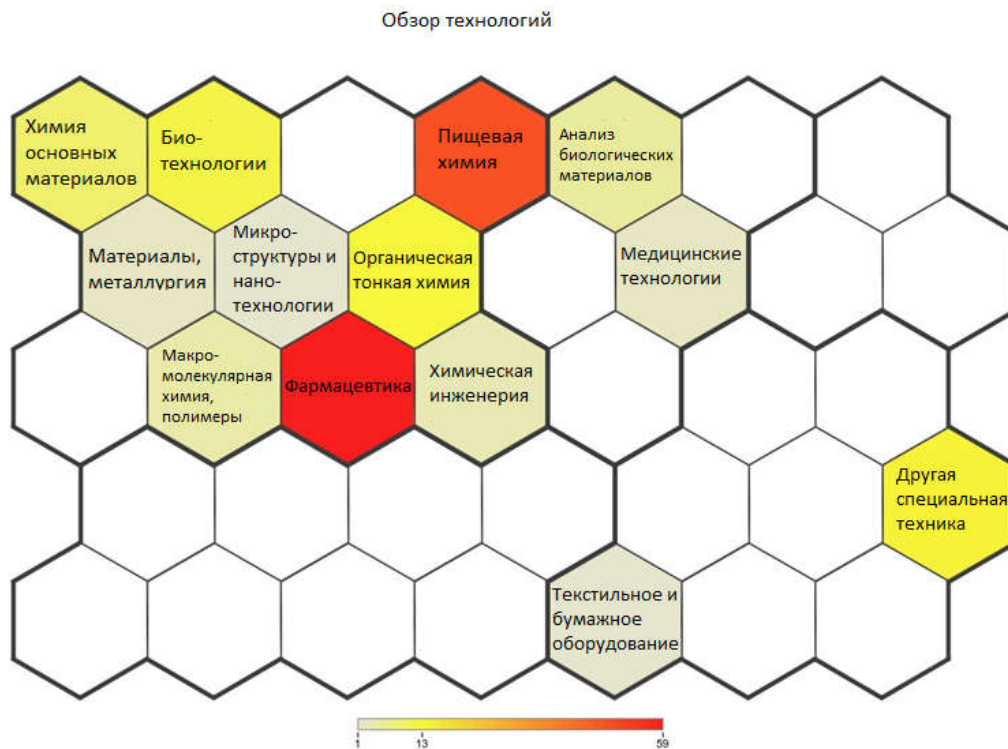 Обзор технологий
Химия
основных
материалов
Био-
технологии
Пищевая
химия
Анализ
биологических
материалов
Материалы,
металлургия
Микро-
структуры и
нано-
технологии
Органическая
тонкая химия
Медицинские
технологии
Макро-
молекулярная
химия,
полимеры
Фармацевтика
Химическая
инженерия
Другая
специальная
техника
Текстильное и
бумажное
оборудование
1 13 59